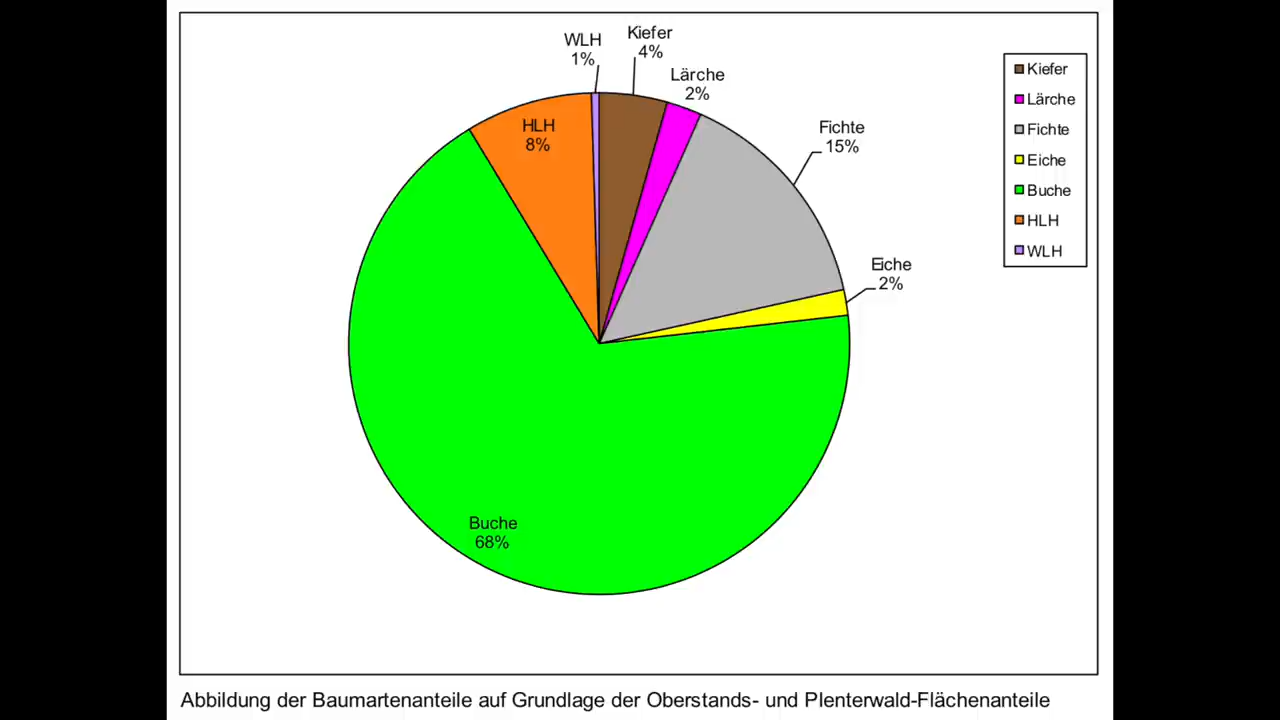 WLH
1%
Kiefer
4%
Lärche
2%
Fichte
15%
Eiche
2%
HLH
8%
Buche
68%
Kiefer
Lärche
Fichte
Eiche
Buche
HLH
WLH
Abbildung der Baumartenanteile auf Grundlage der Oberstands- und Plenterwald-Flächenanteile